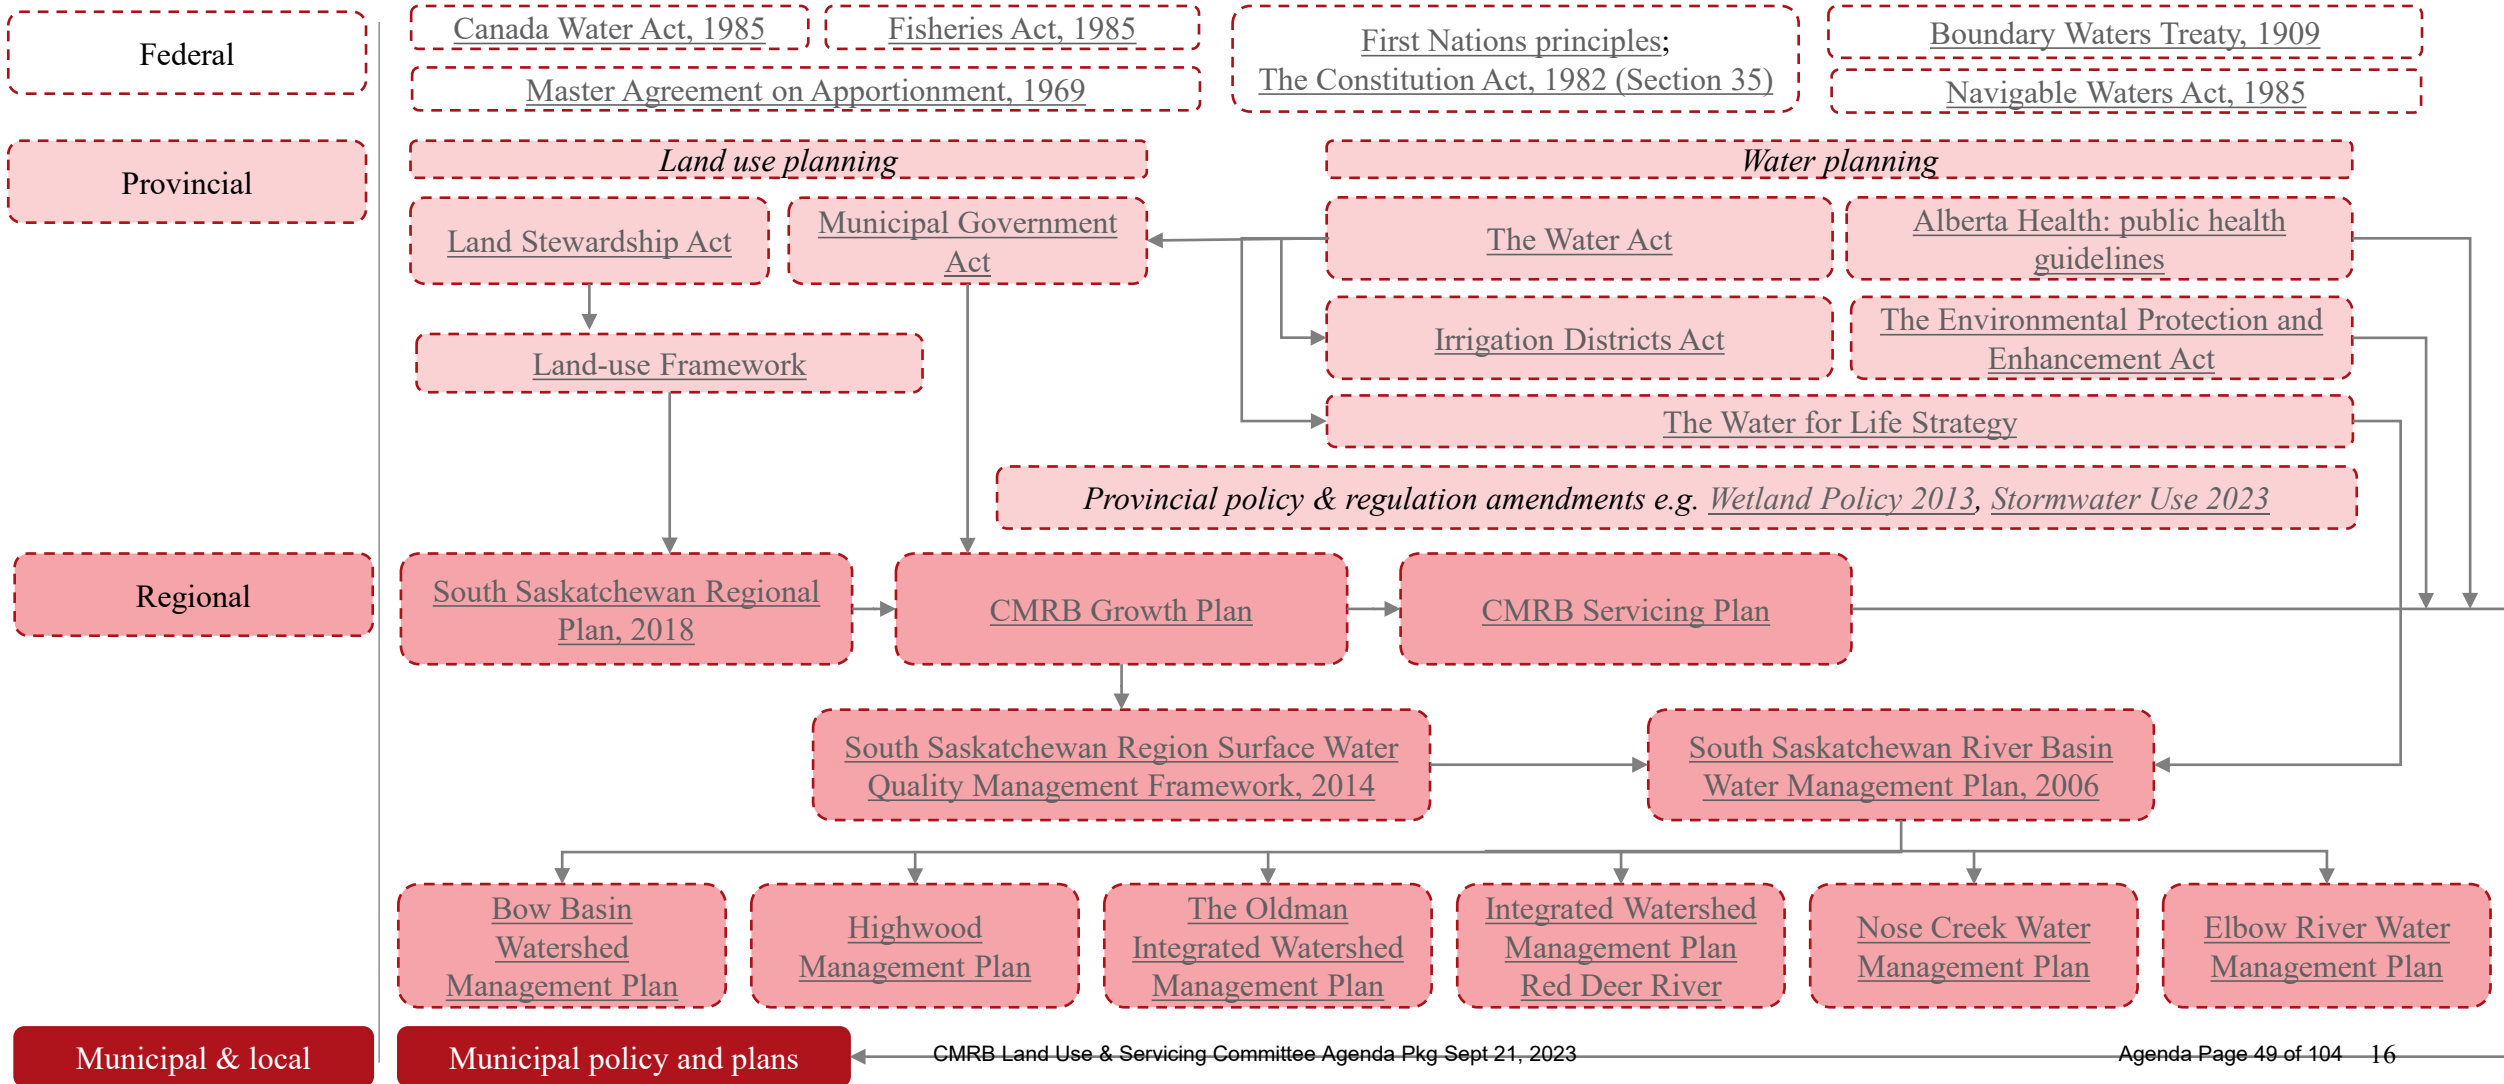 Federal
Canada Water Act, 1985
Fisheries Act, 1985
Master Agreement on Apportionment, 1969
First Nations principles;
The Constitution Act, 1982 (Section 35)
Boundary Waters Treaty, 1909
Navigable Waters Act, 1985
Provincial
Land use planning
Water planning
Land Stewardship Act
Municipal Government
Act
The Water Act
Alberta Health: public health
guidelines
Land-use Framework
Irrigation Districts Act
The Environmental Protection and
Enhancement Act
The Water for Life Strategy
Provincial policy & regulation amendments e.g. Wetland Policy 2013, Stormwater Use 2023
Regional
South Saskatchewan Regional
Plan, 2018
CMRB Growth Plan
CMRB Servicing Plan
South Saskatchewan Region Surface Water
Quality Management Framework, 2014
South Saskatchewan River Basin
Water Management Plan, 2006
Bow Basin
Watershed
Management Plan
Highwood
Management Plan
The Oldman
Integrated Watershed
Management Plan
Integrated Watershed
Management Plan
Red Deer River
Nose Creek Water
Management Plan
Elbow River Water
Management Plan
Municipal & local
Municipal policy and plans
CMRB Land Use & Servicing Committee Agenda Pkg Sept 21, 2023
Agenda Page 49 of 104
16